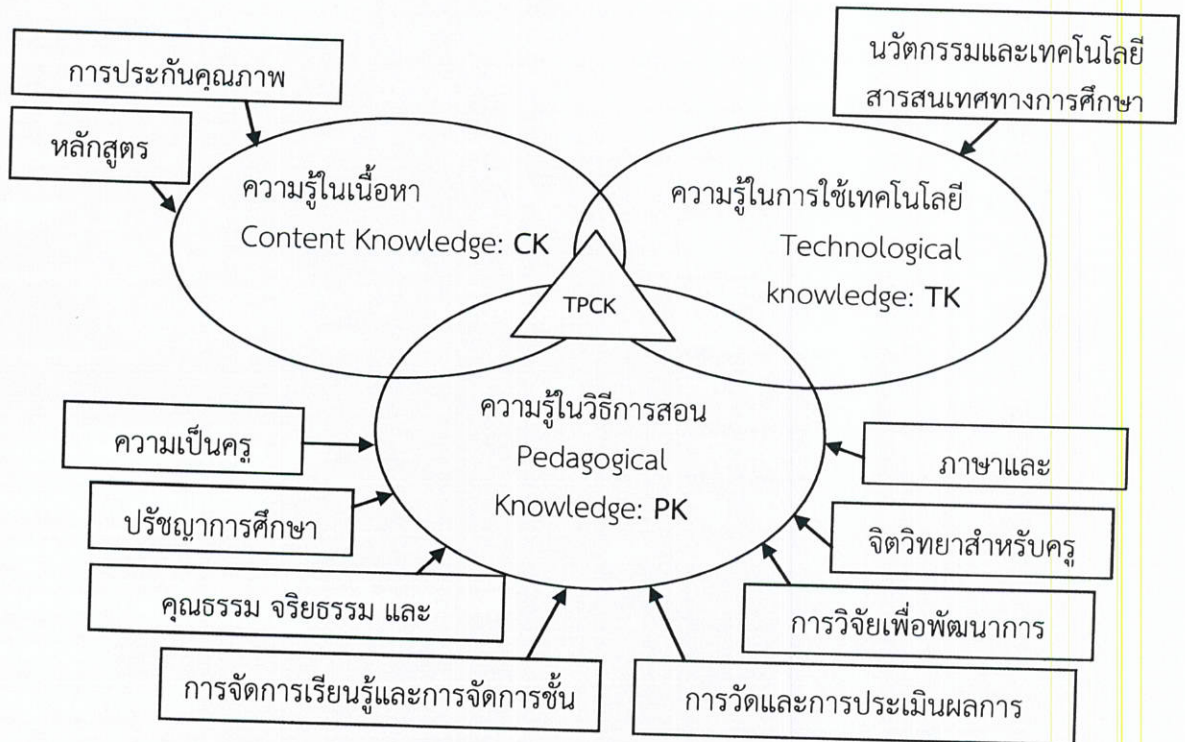 การประกันคุณภาพ
หลักสูตร
นวัตกรรมและเทคโนโลยี
สารสนเทศทางการศึกษา
ความรู้ในเนื้อหา
Content Knowledge: CK
ความรู้ในการใช้เทคโนโลยี
Technological
knowledge: TK
TPCK
ความรู้ในวิธีการสอน
Pedagogical
Knowledge: PK
ความเป็นครู
ปรัชญาการศึกษา
คุณธรรม จริยธรรม และ
การจัดการเรียนรู้และการจัดการชั้น
ภาษาและ
จิตวิทยาสำหรับครู
การวิจัยเพื่อพัฒนาการ
การวัดและการประเมินผลการ